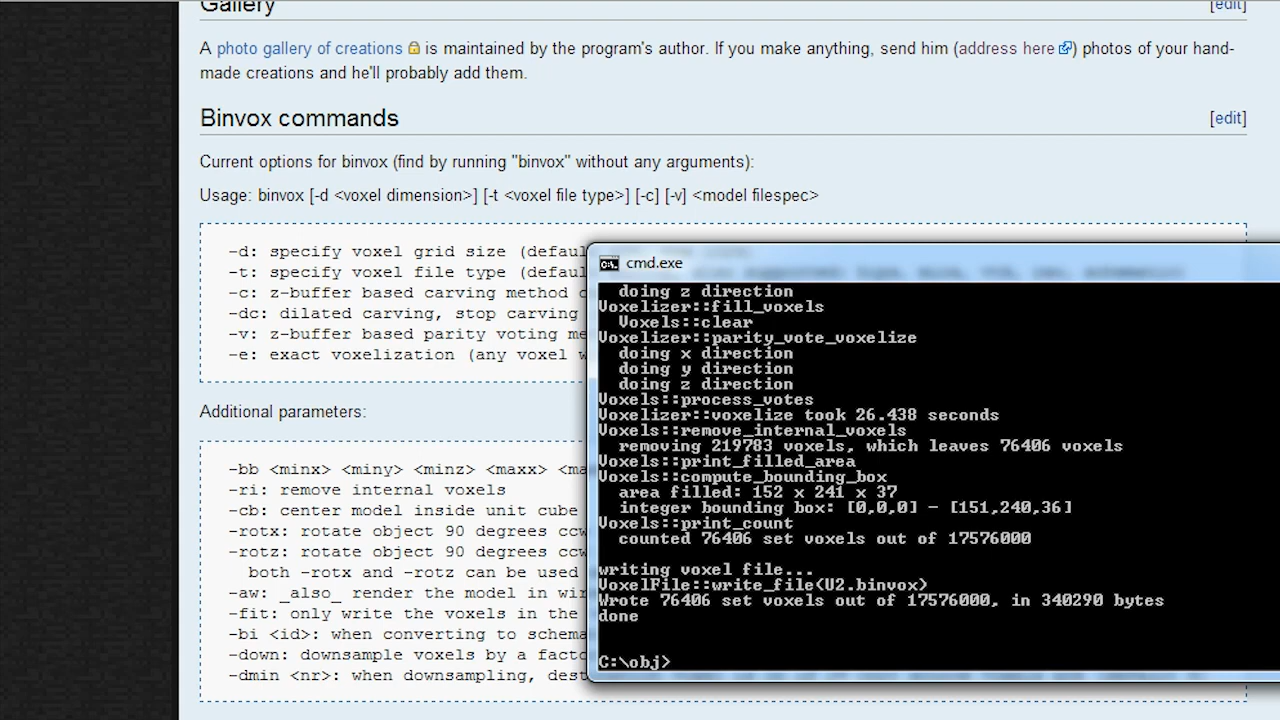 Gallery
[edit]
A photo gallery of creations is maintained by the program's author. If you make anything, send him (address here) photos of your hand-
made creations and he'll probably add them.
Binvox commands
[edit]
Current options for binvox (find by running "binvox" without any arguments):
Usage: binvox [-d <voxel dimension>] [-t <voxel file type>] [-c] [-v] <model filespec>
-d: specify voxel grid size (defau
-t: specify voxel file type (defau
-c: z-buffer based carving method
-dc: dilated carving, stop carving
-v: z-buffer based parity voting me
-e: exact voxelization (any voxel
Additional parameters:
-bb <minx> <miny> <minz> <maxx> <ma
-ri: remove internal voxels
-cb: center model inside unit cube
-rotx: rotate object 90 degrees ccw
-rotz: rotate object 90 degrees ccw
both -rotx and -rotz can be used
-aw: _also_ render the model in wi
-fit: only write the voxels in the
-bi <id>: when converting to schema
-down: downsample voxels by a facto
-dmin <nr>: when downsampling, dest
cmd.exe
doing z direction
Voxelizer::fill_voxels
Voxels::clear
Voxelizer::parity_vote_voxelize
doing x direction
doing y direction
doing z direction
Voxels::process_votes
Voxelizer::voxelize took 26.438 seconds
Voxels::remove_internal_voxels
removing 219783 voxels, which leaves 76406 voxels
Voxels::print_filled_area
Voxels::compute_bounding_box
area filled: 152 x 241 x 37
integer bounding box: [0,0,0] - [151,240,36]
Voxels::print_count
counted 76406 set voxels out of 17576000
writing voxel file...
VoxelFile::write_file(U2.binvox)
Wrote 76406 set voxels out of 17576000, in 340290 bytes
done
C:\obj>